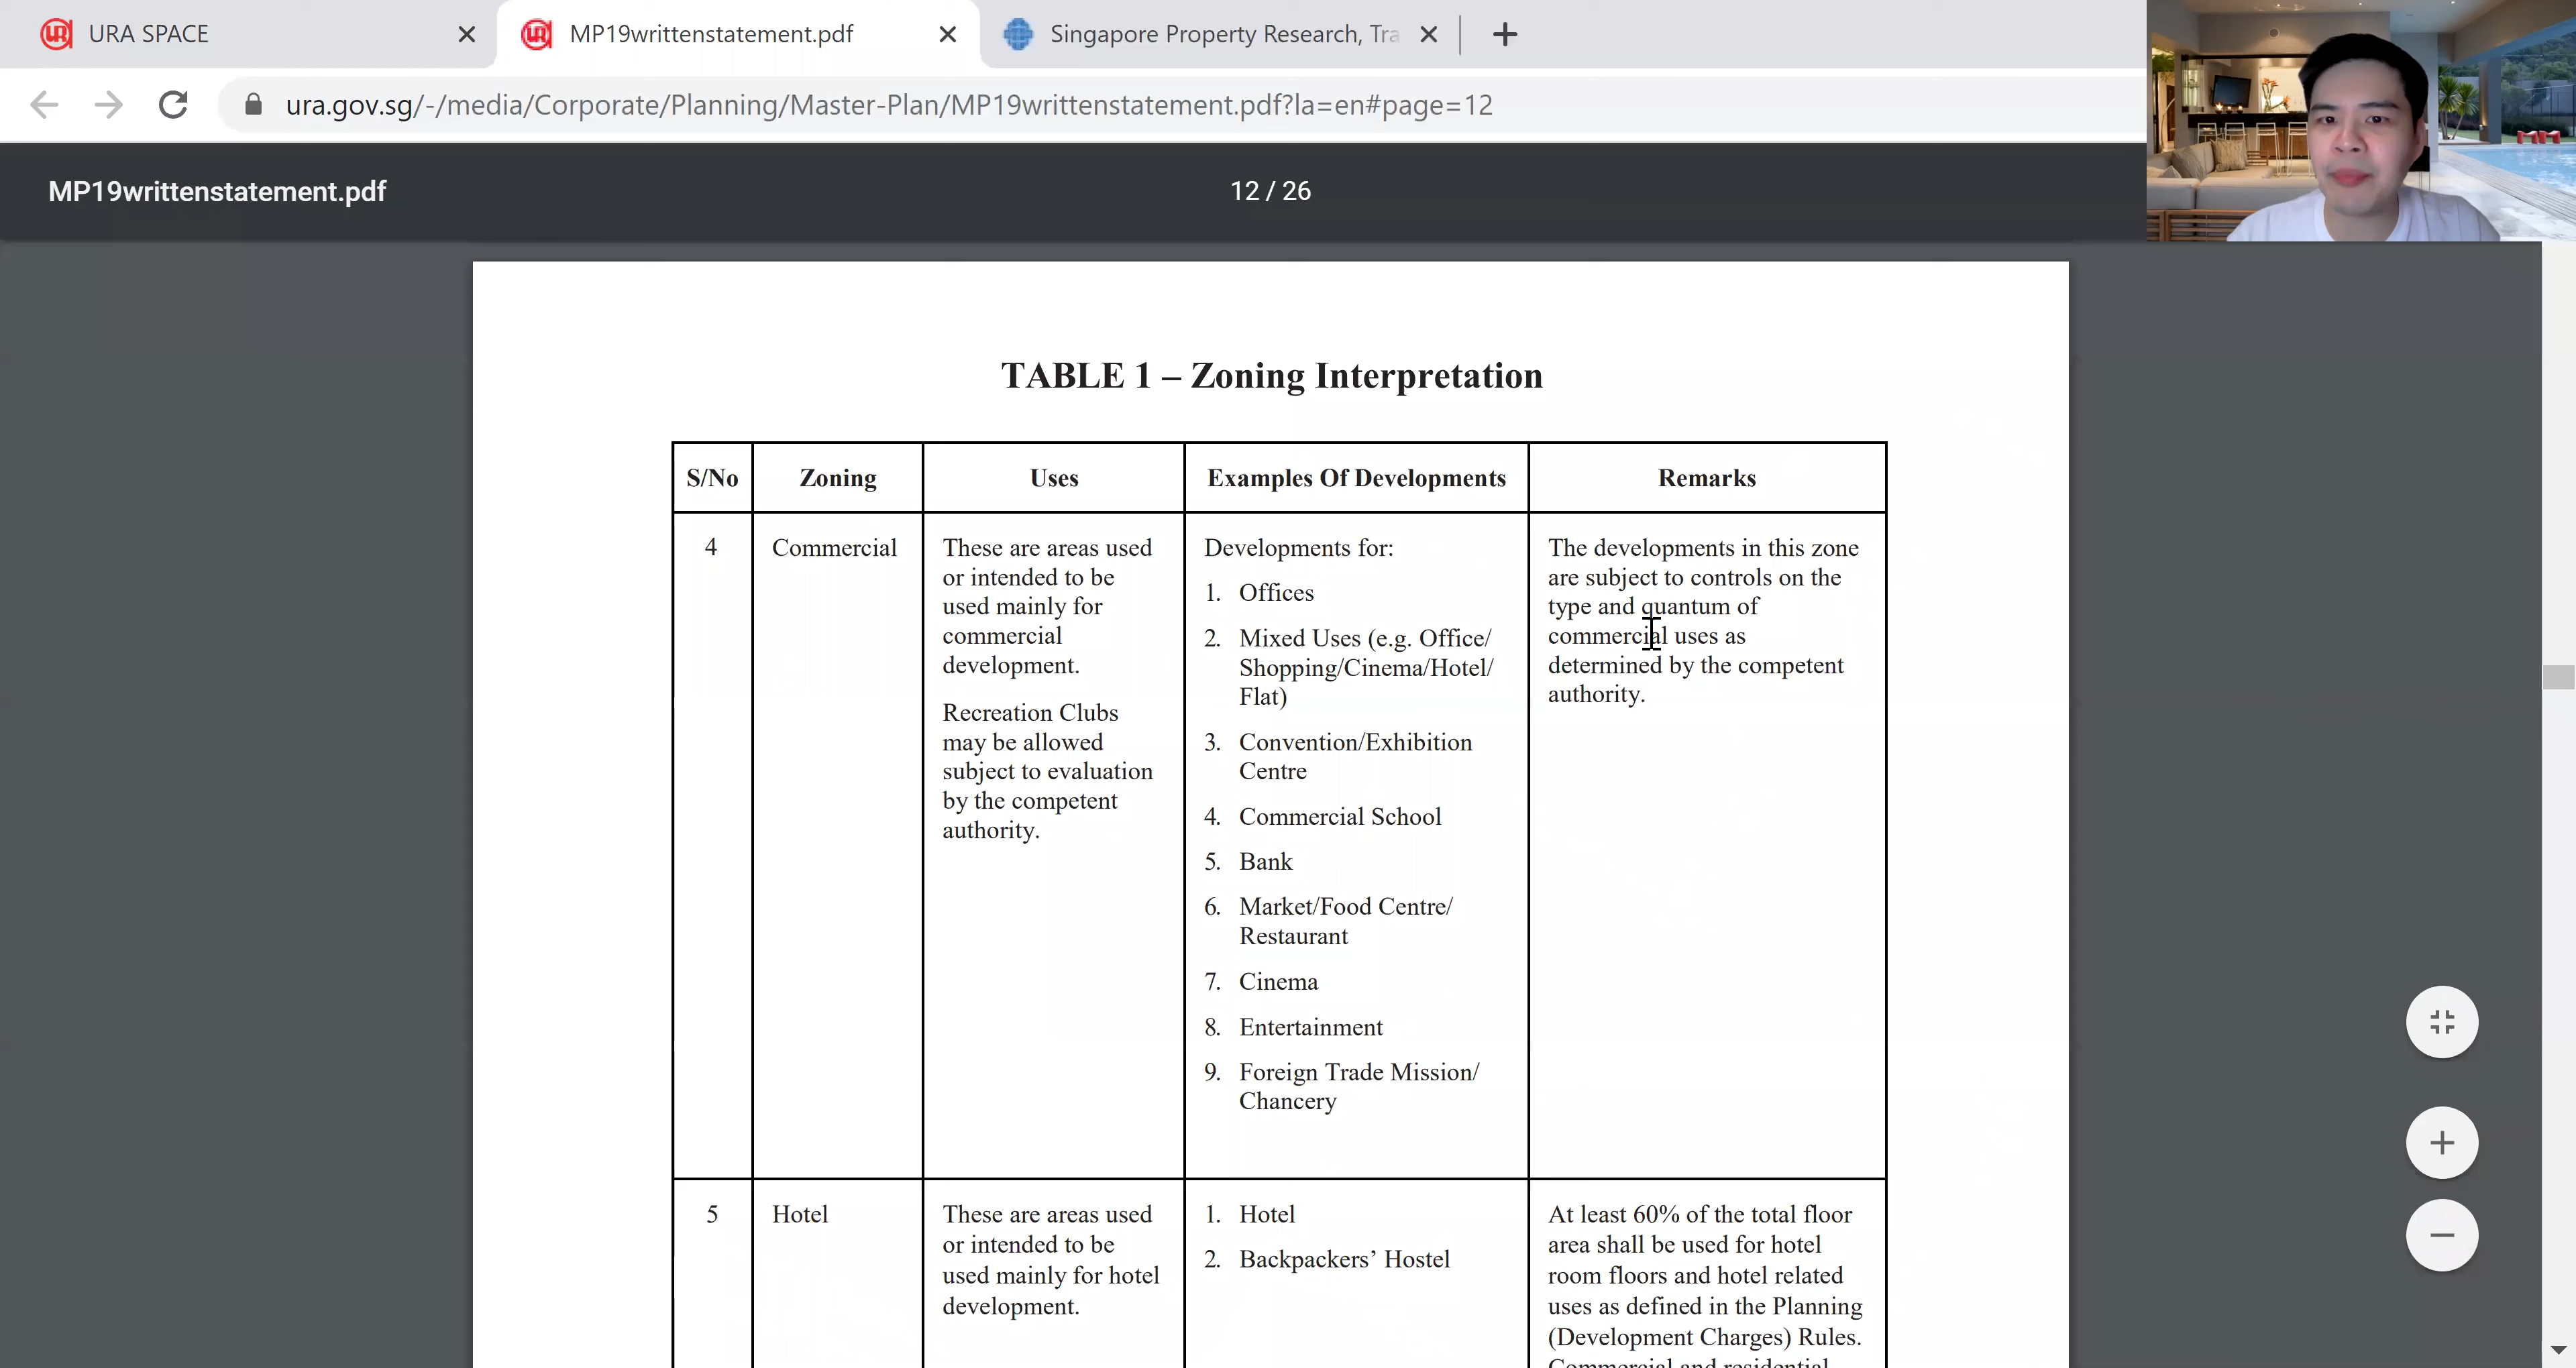 URA SPACE
MP19writtenstatement.pdf
Singapore Property Research, Tra
ura.gov.sg/-/media/Corporate/Planning/Master-Plan/MP19writtenstatement.pdf?la=en#page=12
MP19writtenstatement.pdf
12 / 26
TABLE 1 – Zoning Interpretation
S/No
Zoning
Uses
Examples Of Developments
Remarks
4
Commercial
These are areas used
or intended to be
used mainly for
commercial
development.
Recreation Clubs
may be allowed
subject to evaluation
by the competent
authority.
Developments for:
1. Offices
2. Mixed Uses (e.g. Office/
Shopping/Cinema/Hotel/
Flat)
3. Convention/Exhibition
Centre
4. Commercial School
5. Bank
6. Market/Food Centre/
Restaurant
7. Cinema
8. Entertainment
9. Foreign Trade Mission/
Chancery
The developments in this zone
are subject to controls on the
type and quantum of
commercial uses as
determined by the competent
authority.
5
Hotel
These are areas used
or intended to be
used mainly for hotel
development.
1. Hotel
2. Backpackers’ Hostel
At least 60% of the total floor
area shall be used for hotel
room floors and hotel related
uses as defined in the Planning
(Development Charges) Rules.
Commercial and residential